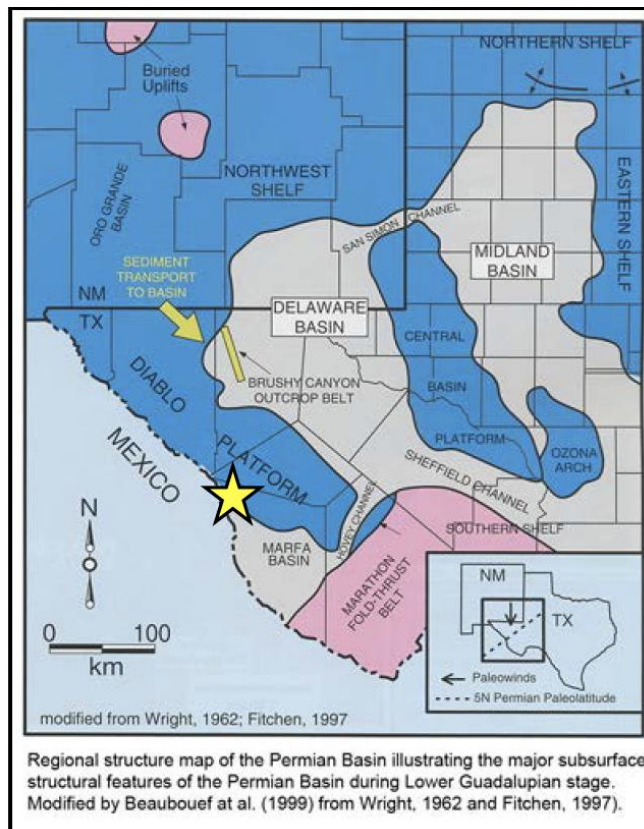 Buried
Uplifts
NORTHERN SHELF
ORO GRANDE
BASIN
NORTHWEST
SHELF
EASTERN SHELF
SAN SIMON CHANNEL
MIDLAND
BASIN
SEDIMENT
TRANSPORT
TO BASIN
NM
TX
DELAWARE
BASIN
CENTRAL
BASIN
PLATFORM
BRUSHY CANYON
OUTCROP BELT
DIABLO
PLATFORM
MEXICO
OZONA
ARCH
SHEFFIELD CHANNEL
HOVEY CHANNEL
SOUTHERN SHELF
N
MARFA
BASIN
MARATHON
FOLD-THRUST
BELT
0 100
km
NM
TX
Paleowinds
5N Permian Paleolatitude
modified from Wright, 1962; Fitchen, 1997
Regional structure map of the Permian Basin illustrating the major subsurface
structural features of the Permian Basin during Lower Guadalupian stage.
Modified by Beaubouef at al. (1999) from Wright, 1962 and Fitchen, 1997).